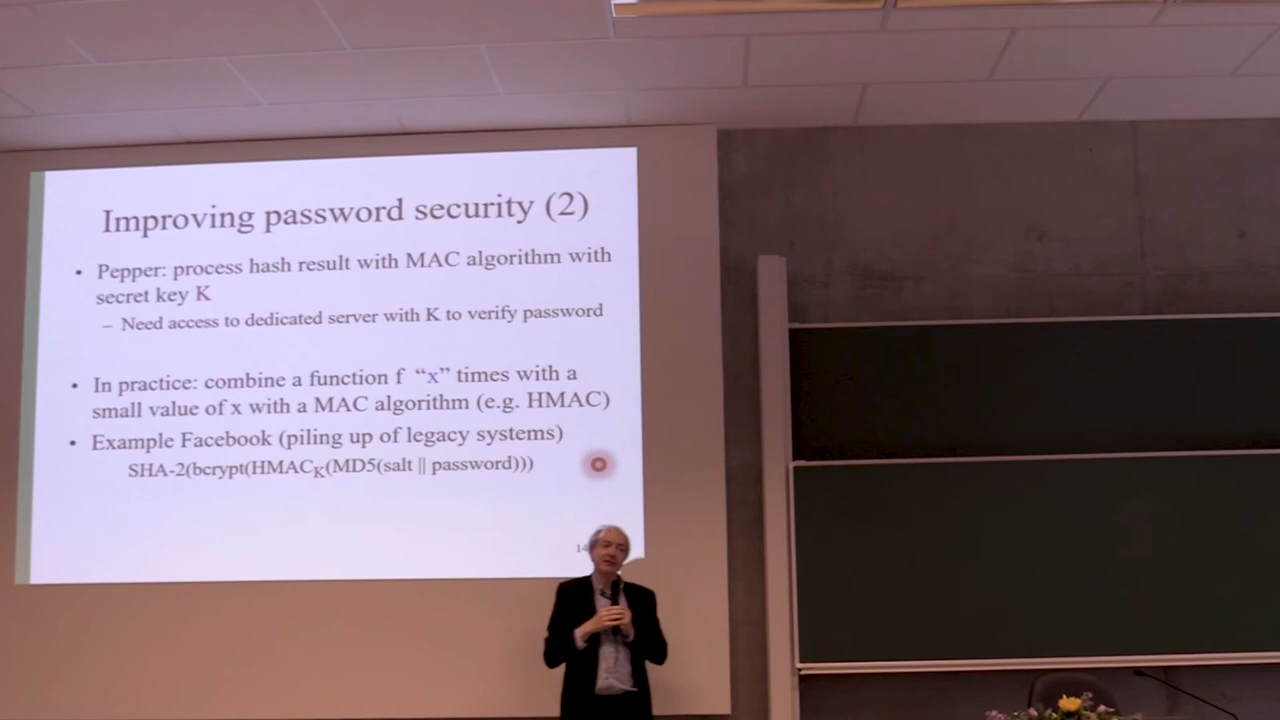 Improving password security (2)
• Pepper: process hash result with MAC algorithm with
secret key K
– Need access to dedicated server with K to verify password
• In practice: combine a function f “x” times with a
small value of x with a MAC algorithm (e.g. HMAC)
• Example Facebook (piling up of legacy systems)
SHA-2(bcrypt(HMACK(MD5(salt || password)))